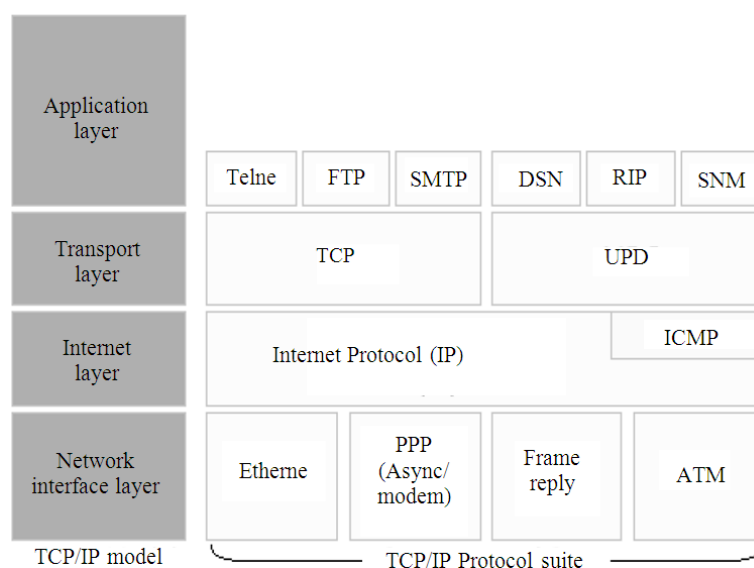 Application
layer
Telne
FTP
SMTP
DSN
RIP
SNM
Transport
layer
TCP
UPD
Internet
layer
Internet Protocol (IP)
ICMP
Network
interface layer
Etherne
PPP
(Async/
modem)
Frame
reply
ATM
TCP/IP model
TCP/IP Protocol suite